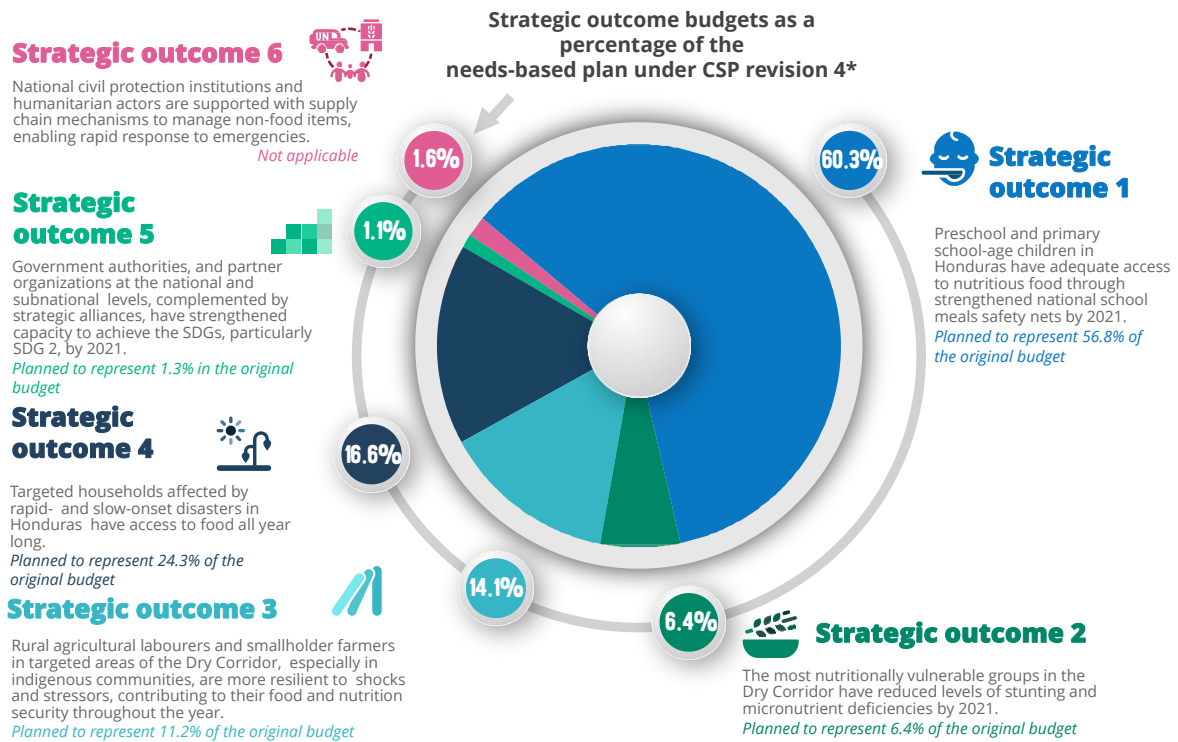 Strategic outcome budgets as a
percentage of the
needs-based plan under CSP revision 4*
Strategic outcome 6
UN
National civil protection institutions and
humanitarian actors are supported with supply
chain mechanisms to manage non-food items,
enabling rapid response to emergencies.
Not applicable
1.6%
60.3%
Strategic
outcome 1
Preschool and primary
school-age children in
Honduras have adequate access
to nutritious food through
strengthened national school
meals safety nets by 2021.
Planned to represent 56.8% of
the original budget
Strategic
outcome 5
1.1%
Government authorities, and partner
organizations at the national and
subnational levels, complemented by
strategic alliances, have strengthened
capacity to achieve the SDGs, particularly
SDG 2, by 2021.
Planned to represent 1.3% in the original
budget
Strategic
outcome 4
16.6%
Targeted households affected by
rapid- and slow-onset disasters in
Honduras have access to food all year
long.
Planned to represent 24.3% of the
original budget
Strategic outcome 3
14.1%
Rural agricultural labourers and smallholder farmers
in targeted areas of the Dry Corridor, especially in
indigenous communities, are more resilient to shocks
and stressors, contributing to their food and nutrition
security throughout the year.
Planned to represent 11.2% of the original budget
6.4%
Strategic outcome 2
The most nutritionally vulnerable groups in the
Dry Corridor have reduced levels of stunting and
micronutrient deficiencies by 2021.
Planned to represent 6.4% of the original budget